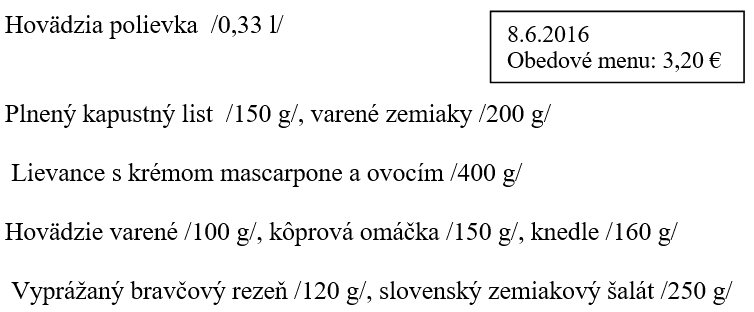 Hovädzia polievka /0,33 l/
8.6.2016
Obedové menu: 3,20 €
Plnený kapustný list /150 g/, varené zemiaky /200 g/
Lievance s krémom mascarpone a ovocím /400 g/
Hovädzie varené /100 g/, kôprová omáčka /150 g/, knedle /160 g/
Vyprážaný bravčový rezeň /120 g/, slovenský zemiakový šalát /250 g/